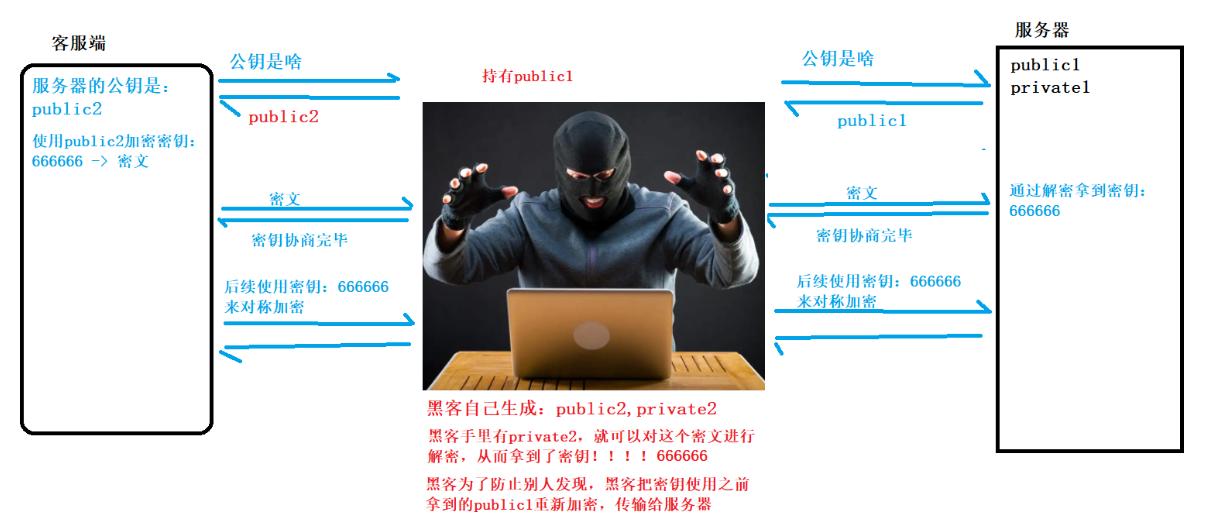 客服端
服务器的公钥是:
public2
使用public2加密密钥:
666666 -> 密文
公钥是啥
public2
密文
密钥协商完毕
后续使用密钥: 666666
来对称加密
持有public1
黑客自己生成: public2,private2
黑客手里有private2, 就可以对这个密文进行
解密, 从而拿到了密钥!!!! 666666
黑客为了防止别人发现, 黑客把密钥使用之前
拿到的public1重新加密, 传输给服务器
公钥是啥
public1
密文
密钥协商完毕
后续使用密钥: 666666
来对称加密
服务器
public1
private1
通过解密拿到密钥:
666666